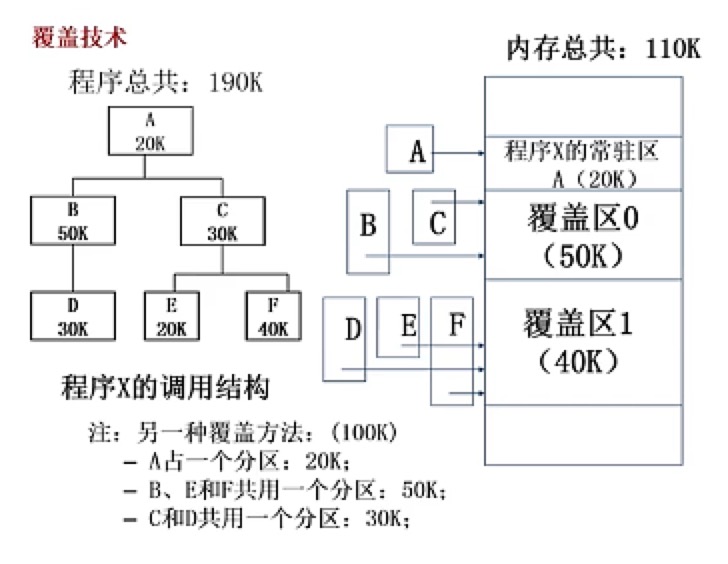 覆盖技术
程序总共：190K
内存总共：110K
A
20K
B
50K
C
30K
D
30K
E
20K
F
40K
程序X的调用结构
A
B
C
D
E
F
程序X的常驻区
A（20K）
覆盖区0
（50K）
覆盖区1
（40K）
注：另一种覆盖方法：(100K)
– A占一个分区：20K；
– B、E和F共用一个分区：50K；
– C和D共用一个分区：30K；